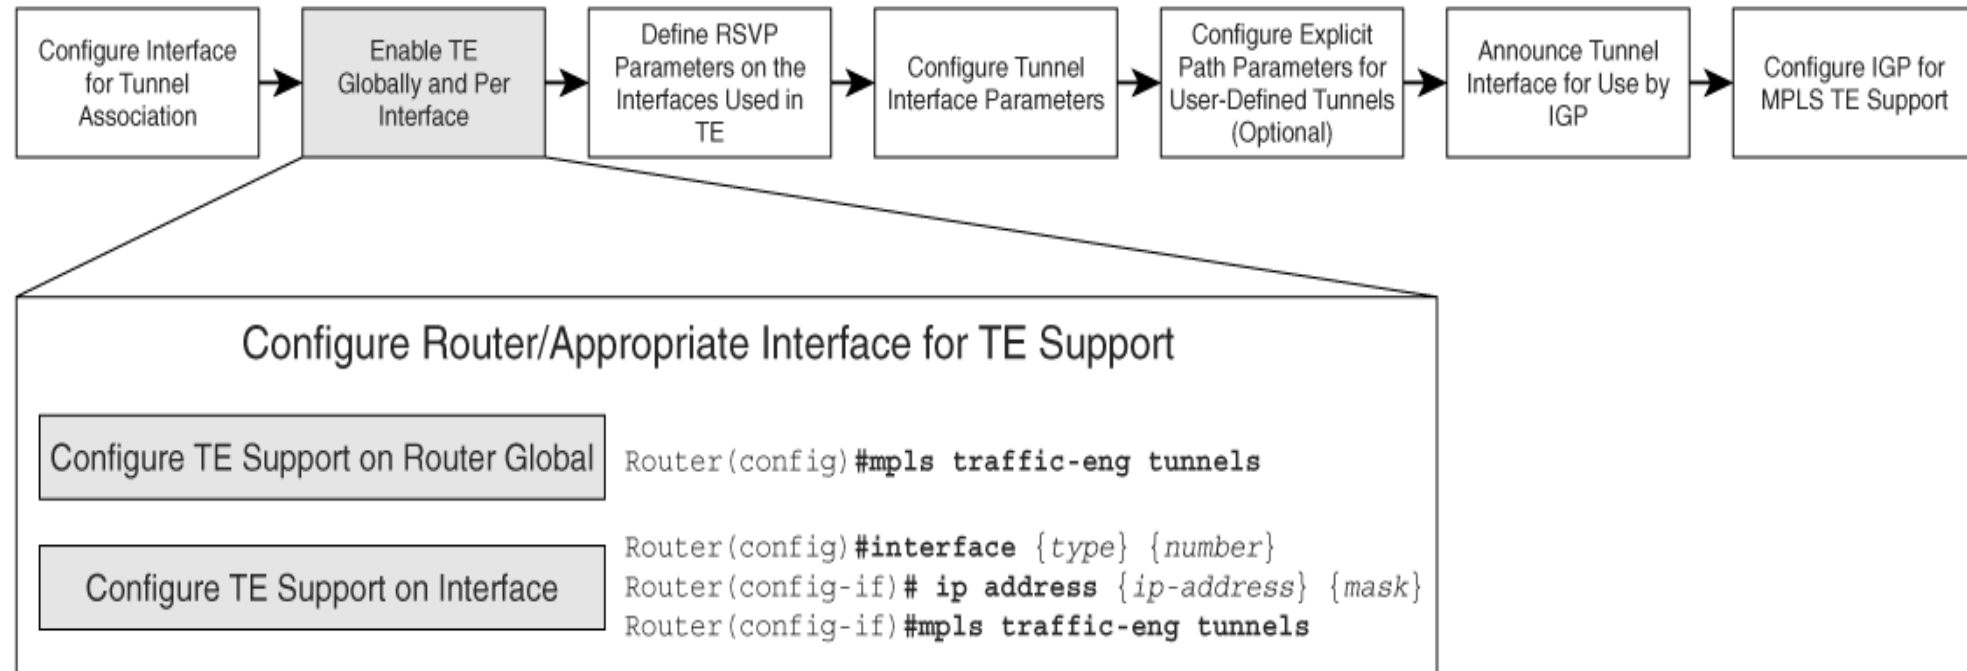 Configure Interface
for Tunnel
Association
Enable TE
Globally and Per
Interface
Define RSVP
Parameters on the
Interfaces Used in
TE
Configure Tunnel
Interface Parameters
Configure Explicit
Path Parameters for
User-Defined Tunnels
(Optional)
Announce Tunnel
Interface for Use by
IGP
Configure IGP for
MPLS TE Support
Configure Router/Appropriate Interface for TE Support
Configure TE Support on Router Global
Router(config)#mpls traffic-eng tunnels
Configure TE Support on Interface
Router(config)#interface {type} {number}
Router(config-if)# ip address {ip-address} {mask}
Router(config-if)#mpls traffic-eng tunnels